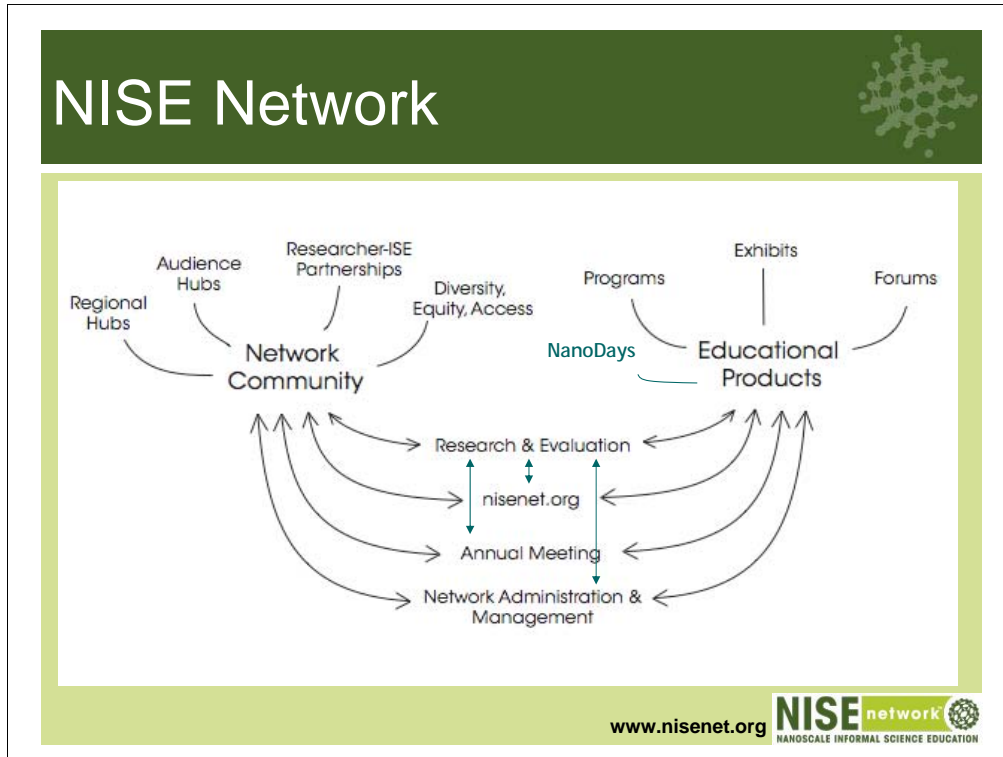 NISE Network
Regional
Hubs
Audience
Hubs
Researcher-ISE
Partnerships
Diversity,
Equity, Access
Network
Community
Programs
Exhibits
Forums
NanoDays
Educational
Products
Research & Evaluation
nisenet.org
Annual Meeting
Network Administration &
Management
www.nisenet.org
NISE network
NANOSCALE INFORMAL SCIENCE EDUCATION